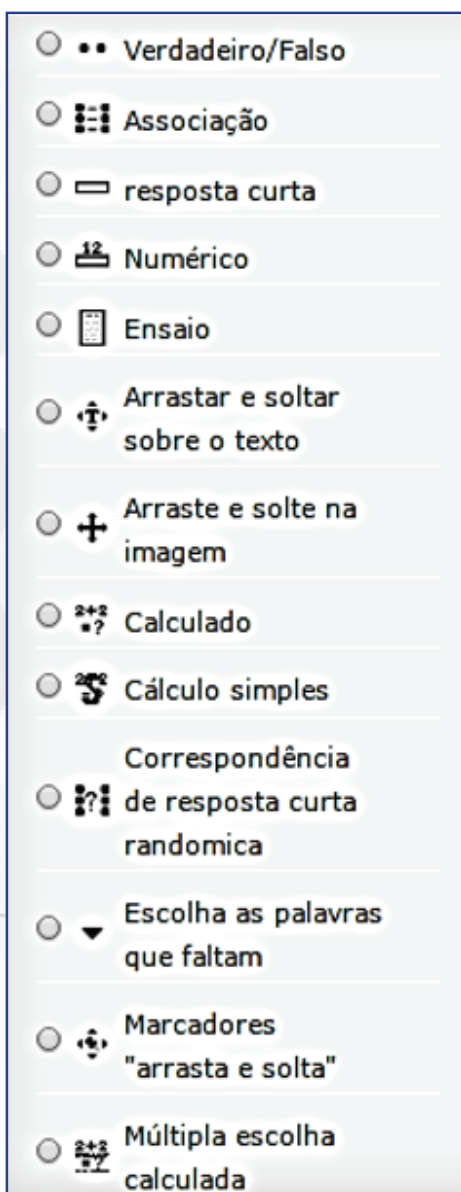 Verdadeiro/Falso
Associação
resposta curta
Numérico
Ensaio
Arrastar e soltar
sobre o texto
Arraste e solte na
imagem
Calculado
Cálculo simples
Correspondência
de resposta curta
randomica
Escolha as palavras
que faltam
Marcadores
"arrasta e solta"
Múltipla escolha
calculada